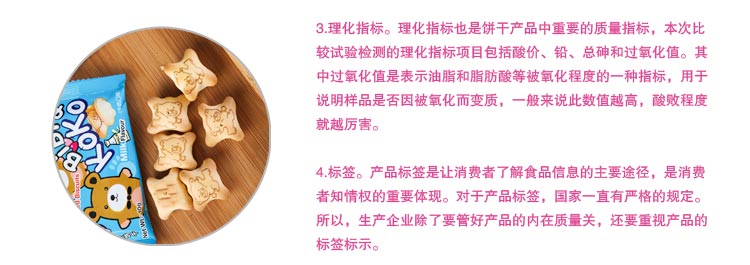 3.理化指标。理化指标也是饼干产品中重要的质量指标，本次比
较试验检测的理化指标项目包括酸价、铅、总砷和过氧化值。其
中过氧化值是表示油脂和脂肪酸等被氧化程度的一种指标，用于
说明样品是否因被氧化而变质，一般来说此数值越高，酸败程度
就越厉害。
4.标签。产品标签是让消费者了解食品信息的主要途径，是消费
者知情权的重要体现。对于产品标签，国家一直有严格的规定。
所以，生产企业除了要管好产品的内在质量关，还要重视产品的
标签标示。
KOKO
Milk
Flavour
Biscuits